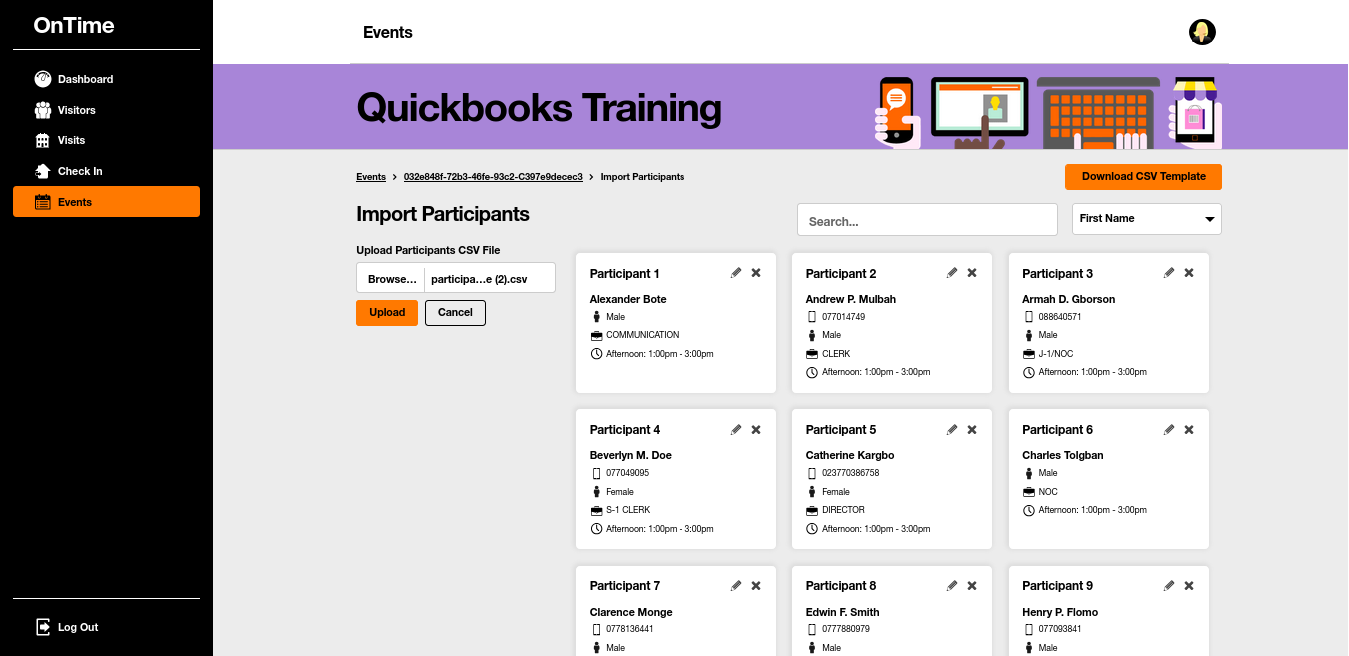 OnTime
Dashboard
Visitors
Visits
Check In
Events
Log Out
Events
Quickbooks Training
Events > 032e848f-72b3-46fe-93c2-C397e9decec3 > Import Participants
Download CSV Template
Import Participants
Search...
First Name
Upload Participants CSV File
Browse... participa...e (2).csv
Upload Cancel
Participant 1
Alexander Bote
Male
COMMUNICATION
Afternoon: 1:00pm - 3:00pm
Participant 2
Andrew P. Mulbah
077014749
Male
CLERK
Afternoon: 1:00pm - 3:00pm
Participant 3
Armah D. Gborson
088640571
Male
J-1/NOC
Afternoon: 1:00pm - 3:00pm
Participant 4
Beverlyn M. Doe
077049095
Female
S-1 CLERK
Afternoon: 1:00pm - 3:00pm
Participant 5
Catherine Kargbo
023770386758
Female
DIRECTOR
Afternoon: 1:00pm - 3:00pm
Participant 6
Charles Tolgban
Male
NOC
Afternoon: 1:00pm - 3:00pm
Participant 7
Clarence Monge
0778136441
Male
Participant 8
Edwin F. Smith
0777880979
Male
Participant 9
Henry P. Flomo
077093841
Male